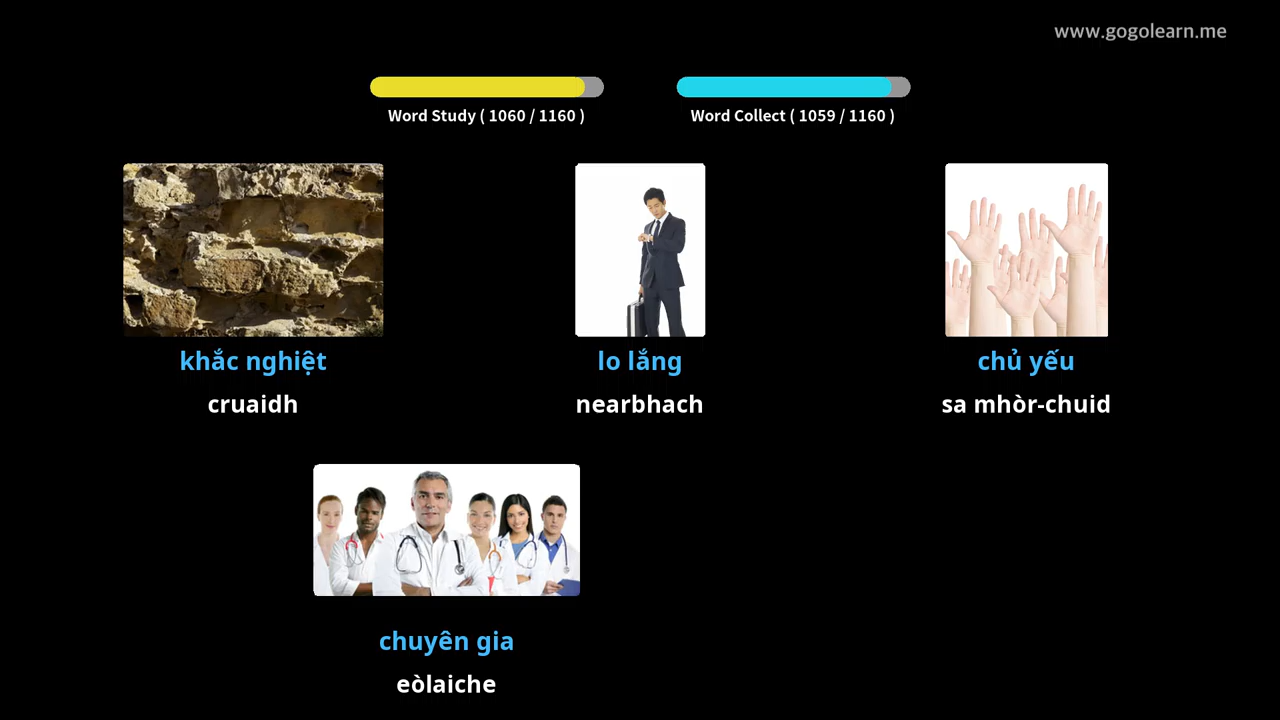 www.gogolearn.me
Word Study ( 1060 / 1160 )
Word Collect ( 1059 / 1160 )
khắc nghiệt
cruaidh
lo lắng
nearbhach
chủ yếu
sa mhòr-chuid
chuyên gia
eòlaiche